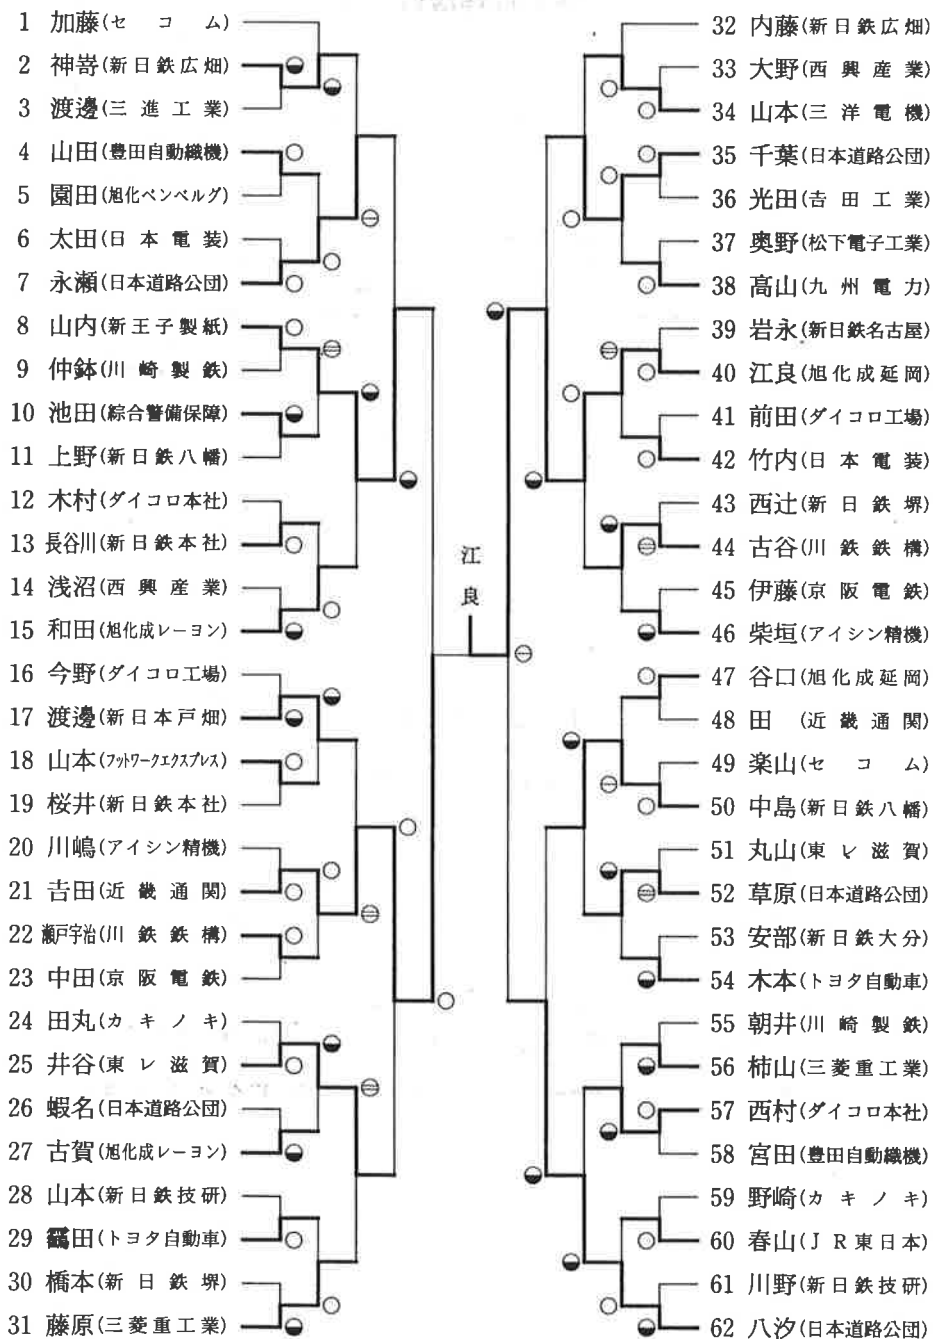 1 加藤(セコム)
2 神嵜(新日鉄広畑)
3 渡邊(三進工業)
4 山田(豊田自動織機)
5 園田(旭化ベンベルグ)
6 太田(日本電装)
7 永瀬(日本道路公団)
8 山内(新王子製紙)
9 仲鉢(川崎製鉄)
10 池田(綜合警備保障)
11 上野(新日鉄八幡)
12 木村(ダイコロ本社)
13 長谷川(新日鉄本社)
14 浅沼(西興産業)
15 和田(旭化成レーヨン)
16 今野(ダイコロ工場)
17 渡邊(新日本戸畑)
18 山本(フットワークエクスプレス)
19 桜井(新日鉄本社)
20 川嶋(アイシン精機)
21 吉田(近畿通関)
22 瀬戸宇治(川鉄鉄構)
23 中田(京阪電鉄)
24 田丸(カキノキ)
25 井谷(東レ滋賀)
26 蝦名(日本道路公団)
27 古賀(旭化成レーヨン)
28 山本(新日鉄技研)
29 田(トヨタ自動車)
30 橋本(新日鉄堺)
31 藤原(三菱重工業)
江良
32 内藤(新日鉄広畑)
33 大野(西興産業)
34 山本(三洋電機)
35 千葉(日本道路公団)
36 光田(吉田工業)
37 奥野(松下電子工業)
38 高山(九州電力)
39 岩永(新日鉄名古屋)
40 江良(旭化成延岡)
41 前田(ダイコロ工場)
42 竹内(日本電装)
43 西辻(新日鉄堺)
44 古谷(川鉄鉄構)
45 伊藤(京阪電鉄)
46 柴垣(アイシン精機)
47 谷口(旭化成延岡)
48 田 (近畿通関)
49 楽山(セコム)
50 中島(新日鉄八幡)
51 丸山(東レ滋賀)
52 草原(日本道路公団)
53 安部(新日鉄大分)
54 木本(トヨタ自動車)
55 朝井(川崎製鉄)
56 柿山(三菱重工業)
57 西村(ダイコロ本社)
58 宮田(豊田自動織機)
59 野崎(カキノキ)
60 春山(JR東日本)
61 川野(新日鉄技研)
62 八汐(日本道路公団)